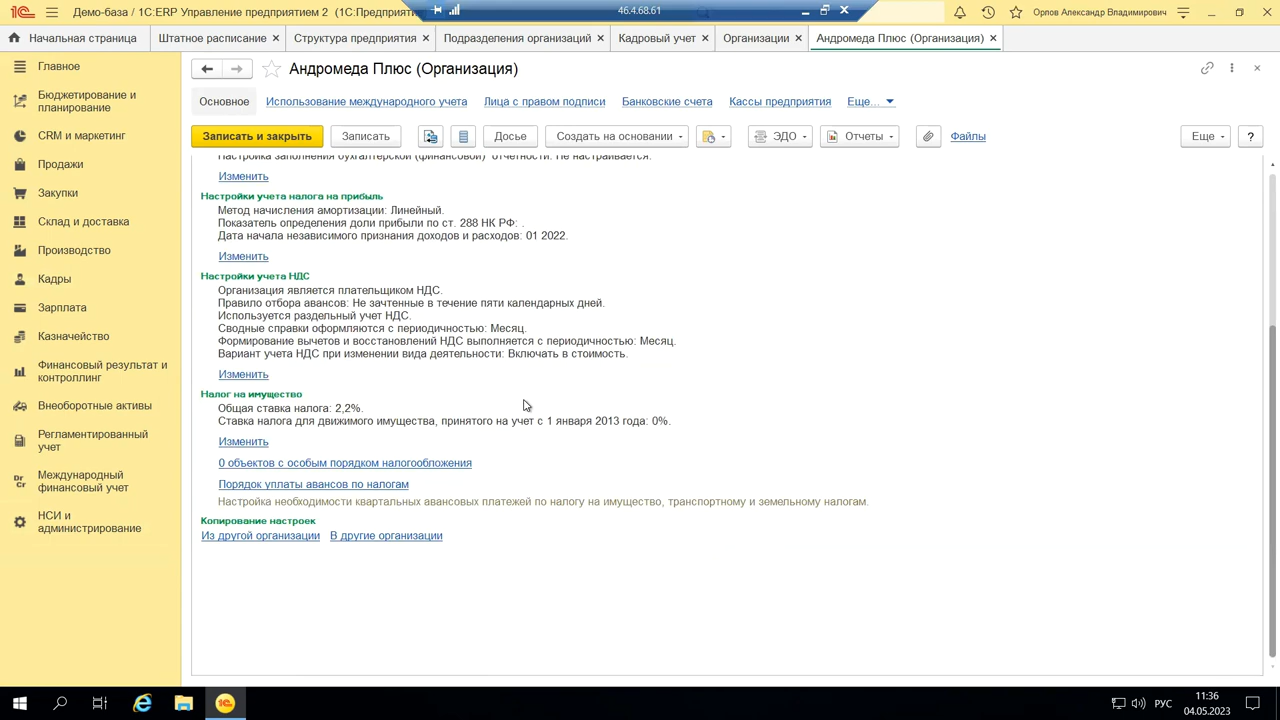 Демо-база / 1С:ERP Управление предприятием 2 (1С:Предприяти
46.4.68.61
Орлов Александр Владимирович
Начальная страница
Штатное расписание
Структура предприятия
Подразделения организаций
Кадровый учет
Организации
Андромеда Плюс (Организация)
Главное
Бюджетирование и
планирование
CRM и маркетинг
Продажи
Закупки
Склад и доставка
Производство
Кадры
Зарплата
Казначейство
Финансовый результат и
контроллинг
Внеоборотные активы
Регламентированный
учет
Международный
финансовый учет
НСИ и
администрирование
Андромеда Плюс (Организация)
Основное
Использование международного учета
Лица с правом подписи
Банковские счета
Кассы предприятия
Еще...
Записать и закрыть
Записать
Досье
Создать на основании
ЭДО
Отчеты
Файлы
Еще
?
Настройка заполнения бухгалтерской (финансовой) отчетности: Не настраивается.
Изменить
Настройки учета налога на прибыль
Метод начисления амортизации: Линейный.
Показатель определения доли прибыли по ст. 288 НК РФ: .
Дата начала независимого признания доходов и расходов: 01 2022.
Изменить
Настройки учета НДС
Организация является плательщиком НДС.
Правило отбора авансов: Не зачтенные в течение пяти календарных дней.
Используется раздельный учет НДС.
Сводные справки оформляются с периодичностью: Месяц.
Формирование вычетов и восстановлений НДС выполняется с периодичностью: Месяц.
Вариант учета НДС при изменении вида деятельности: Включать в стоимость.
Изменить
Налог на имущество
Общая ставка налога: 2,2%.
Ставка налога для движимого имущества, принятого на учет с 1 января 2013 года: 0%.
Изменить
0 объектов с особым порядком налогообложения
Порядок уплаты авансов по налогам
Настройка необходимости квартальных авансовых платежей по налогу на имущество, транспортному и земельному налогам.
Копирование настроек
Из другой организации
В другие организации
РУС
11:36
04.05.2023